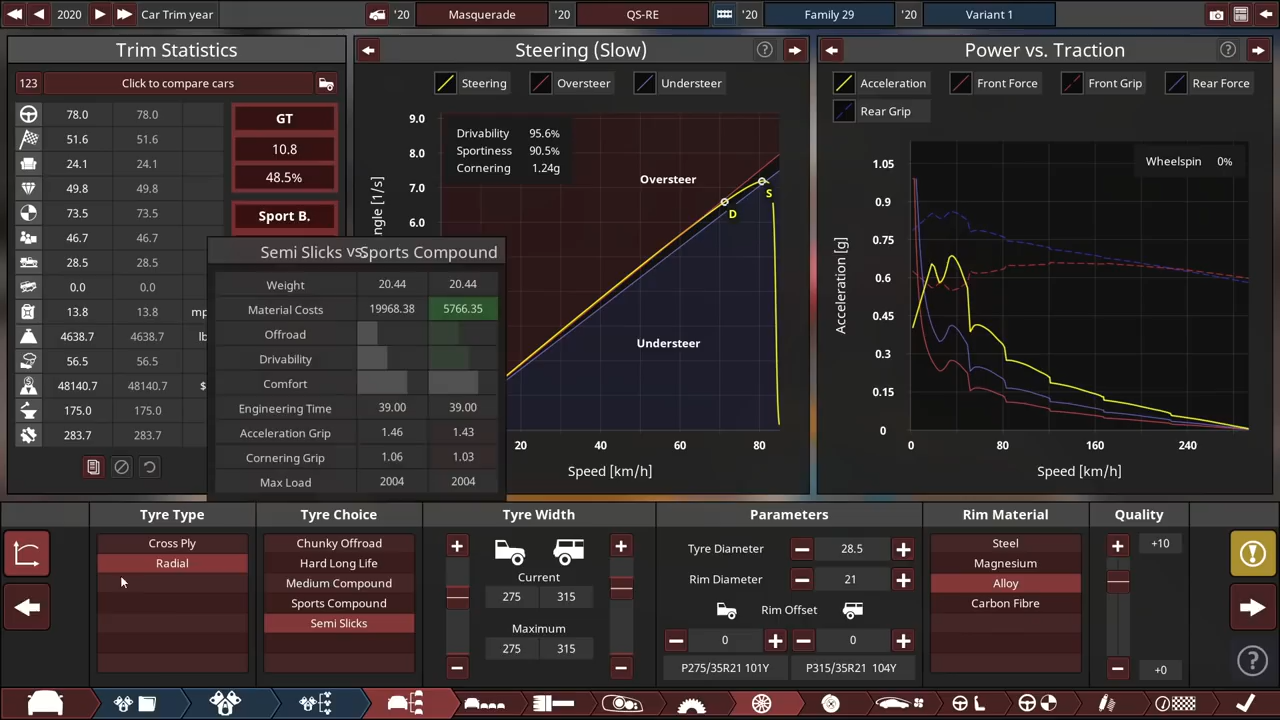 2020 Car Trim year '20 Masquerade '20 QS-RE '20 Family 29 '20 Variant 1
Trim Statistics
123 Click to compare cars
78.0 78.0
51.6 51.6
24.1 24.1
49.8 49.8
73.5 73.5
46.7 46.7
28.5 28.5
0.0 0.0
13.8 13.8 mp
4638.7 4638.7 lb
56.5 56.5
48140.7 48140.7 $
175.0 175.0
283.7 283.7
GT
10.8
48.5%
Sport B.
Steering (Slow) ?
Steering Oversteer Understeer
Drivability 95.6%
Sportiness 90.5%
Cornering 1.24g
9.0
8.0
7.0
6.0
ngle [1/s]
Oversteer
Understeer
D
S
20 40 60 80
Speed [km/h]
Power vs. Traction ?
Acceleration Front Force Front Grip Rear Force
Rear Grip
Wheelspin 0%
Acceleration [g]
1.05
0.9
0.75
0.6
0.45
0.3
0.15
0
0 80 160 240
Speed [km/h]
Semi Slicks vs. Sports Compound
Weight 20.44 20.44
Material Costs 19968.38 5766.35
Offroad
Drivability
Comfort
Engineering Time 39.00 39.00
Acceleration Grip 1.46 1.43
Cornering Grip 1.06 1.03
Max Load 2004 2004
Tyre Type
Cross Ply
Radial
Tyre Choice
Chunky Offroad
Hard Long Life
Medium Compound
Sports Compound
Semi Slicks
Tyre Width
Current
275 315
Maximum
275 315
Parameters
Tyre Diameter 28.5
Rim Diameter 21
Rim Offset
0 0
P275/35R21 101Y P315/35R21 104Y
Rim Material
Steel
Magnesium
Alloy
Carbon Fibre
Quality
+10
+0
?